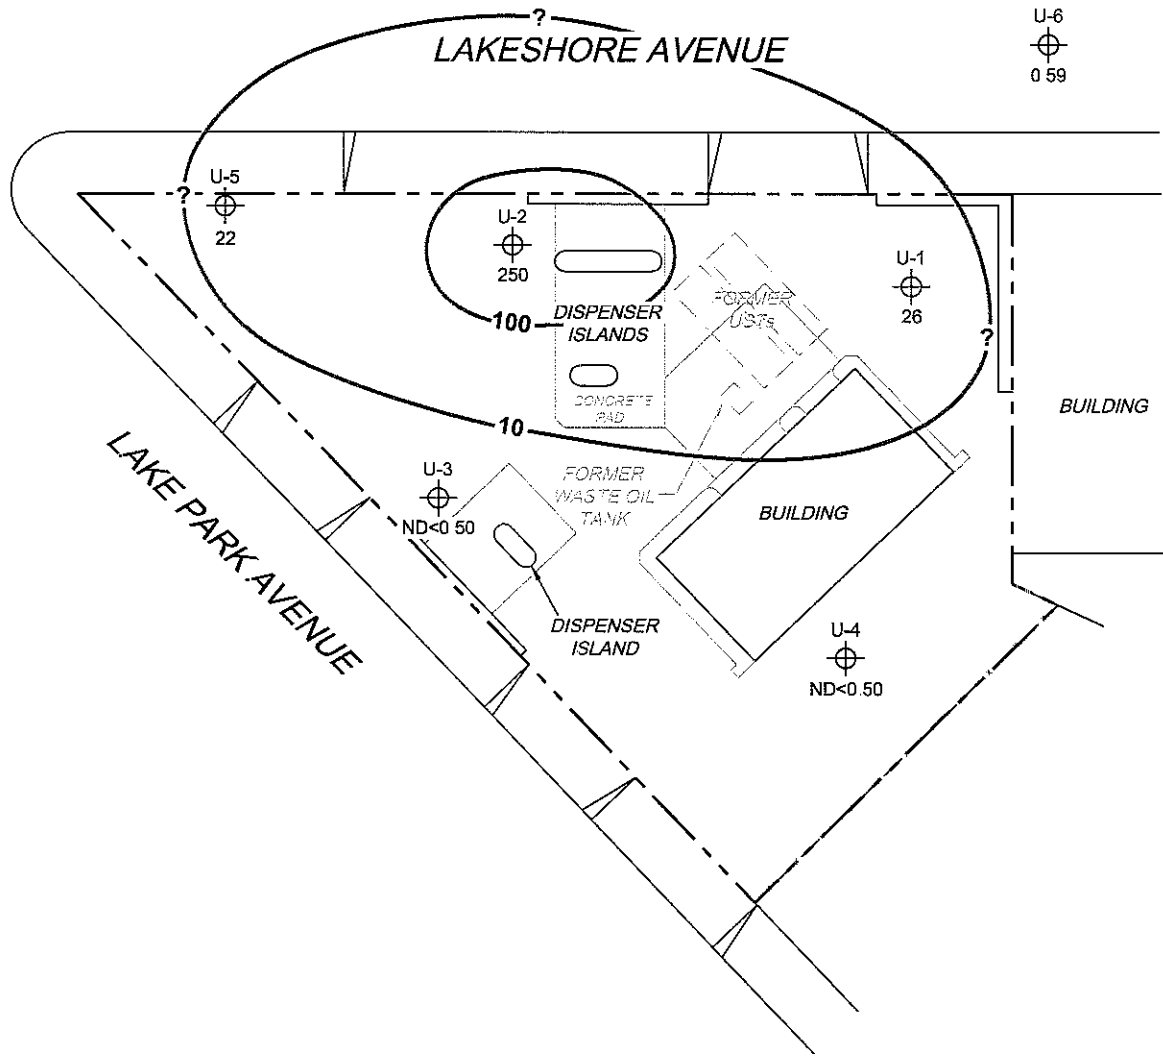 ?
LAKESHORE AVENUE
U-6
0 59
?
U-5
22
U-2
250
U-1
26
FORMER
USTs
100
DISPENSER
ISLANDS
?
CONCRETE
PAD
BUILDING
10
LAKE PARK AVENUE
U-3
ND<0 50
FORMER
WASTE OIL
TANK
BUILDING
DISPENSER
ISLAND
U-4
ND<0.50